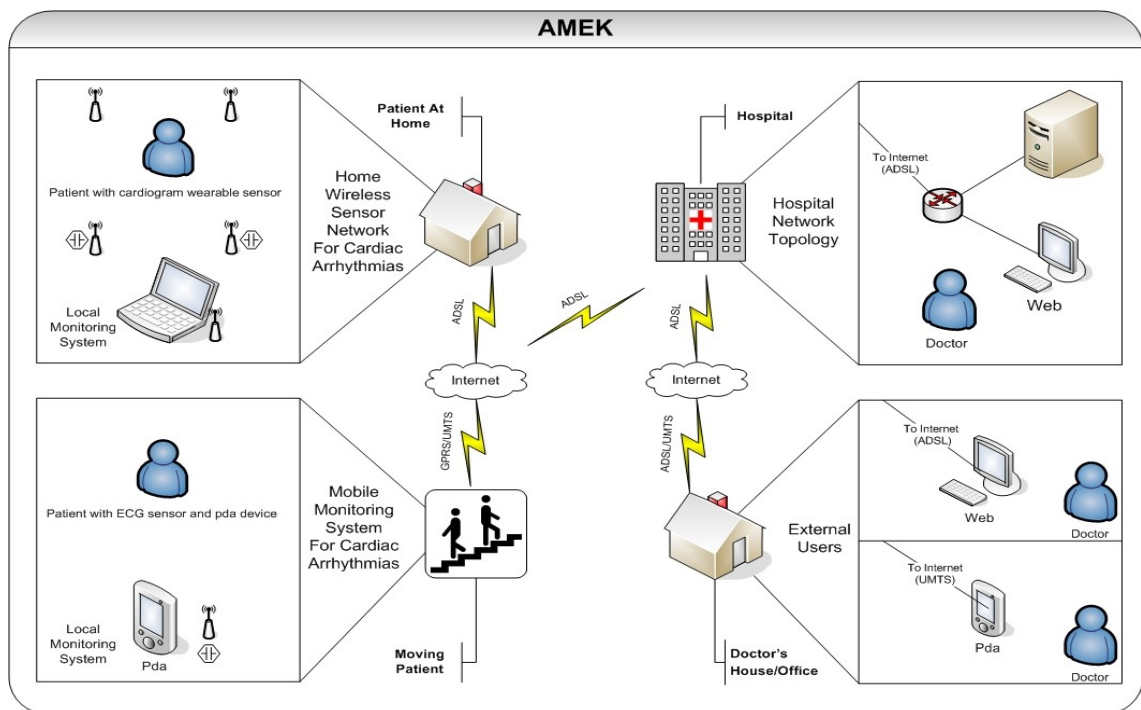 AMEK
Patient with cardiogram wearable sensor
Local
Monitoring
System
Patient At
Home
Home
Wireless
Sensor
Network
For Cardiac
Arrhythmias
Hospital
Hospital
Network
Topology
To Internet
(ADSL)
Web
Doctor
ADSL
ADSL
ADSL
Internet
Internet
GPRS/UMTS
ADSL/UMTS
Patient with ECG sensor and pda device
Local
Monitoring
System
Pda
Mobile
Monitoring
System
For Cardiac
Arrhythmias
Moving
Patient
Doctor's
House/Office
External
Users
To Internet
(ADSL)
Web
Doctor
To Internet
(UMTS)
Pda
Doctor